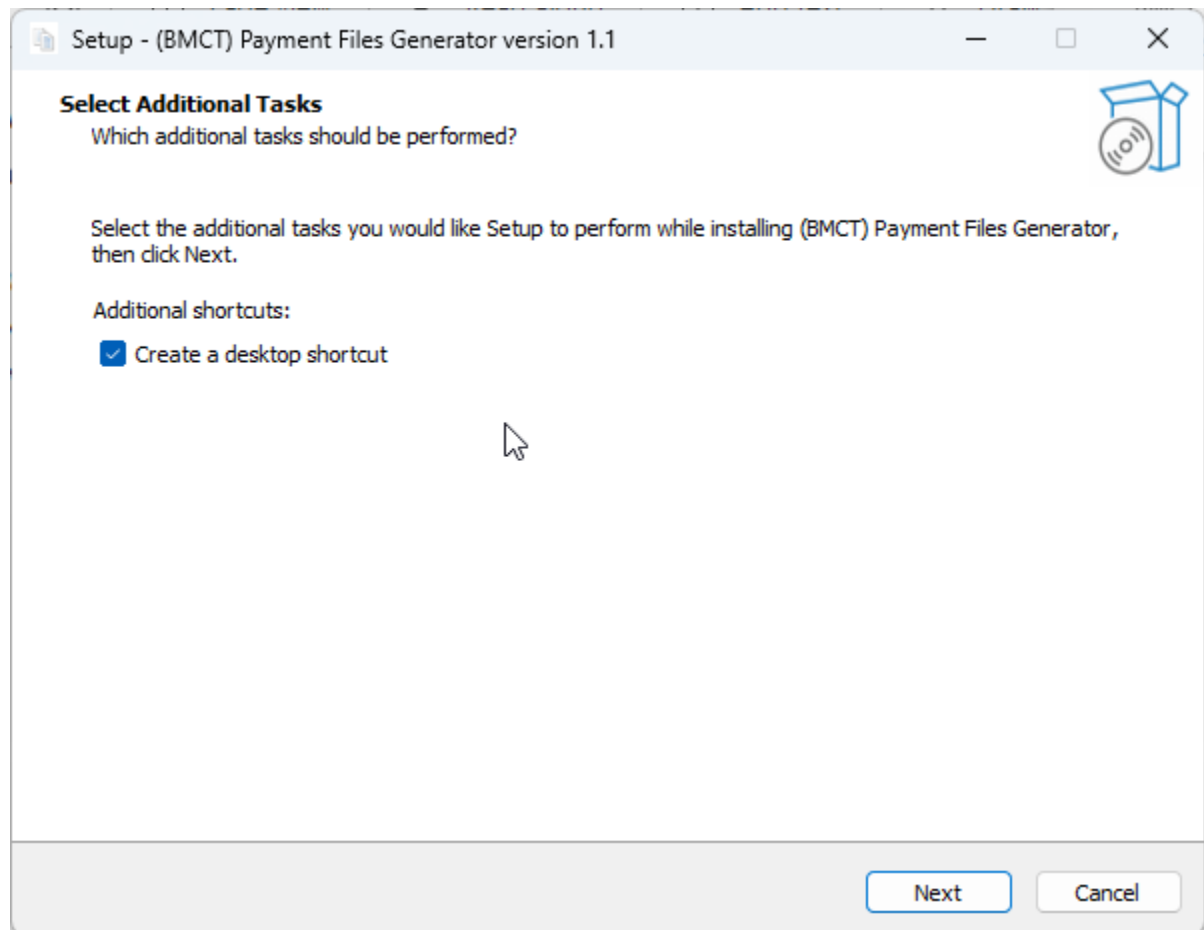 Setup - (BMCT) Payment Files Generator version 1.1
Select Additional Tasks
Which additional tasks should be performed?
Select the additional tasks you would like Setup to perform while installing (BMCT) Payment Files Generator,
then click Next.
Additional shortcuts:
Create a desktop shortcut
Next
Cancel